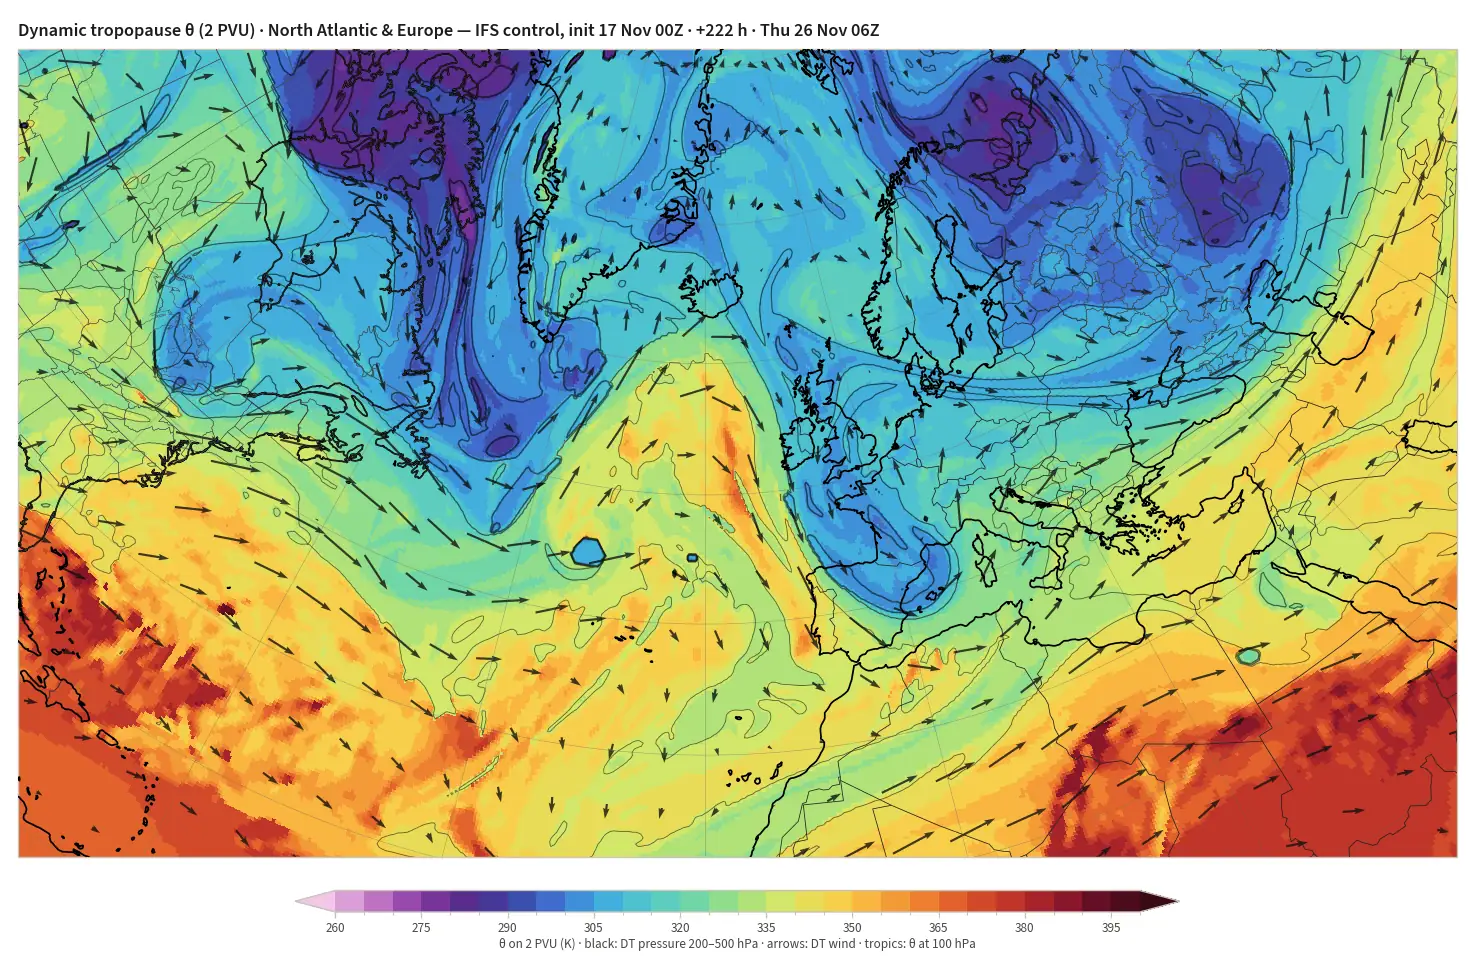 Dynamic tropopause θ (2 PVU) · North Atlantic & Europe — IFS control, init 17 Nov 00Z · +222 h · Thu 26 Nov 06Z
260 275 290 305 320 335 350 365 380 395
θ on 2 PVU (K) · black: DT pressure 200–500 hPa · arrows: DT wind · tropics: θ at 100 hPa